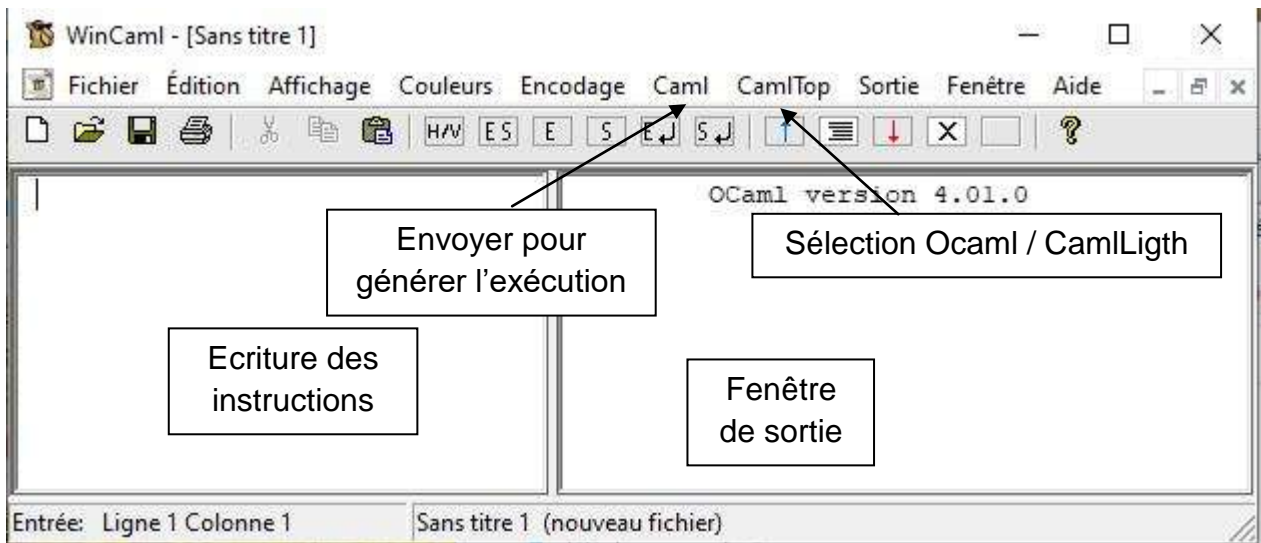 WinCaml - [Sans titre 1]
Fichier Édition Affichage Couleurs Encodage Caml CamlTop Sortie Fenêtre Aide
H/V E S E S E↲ S↲
OCaml version 4.01.0
Envoyer pour
générer l'exécution
Sélection Ocaml / CamlLigth
Ecriture des
instructions
Fenêtre
de sortie
Entrée: Ligne 1 Colonne 1 Sans titre 1 (nouveau fichier)